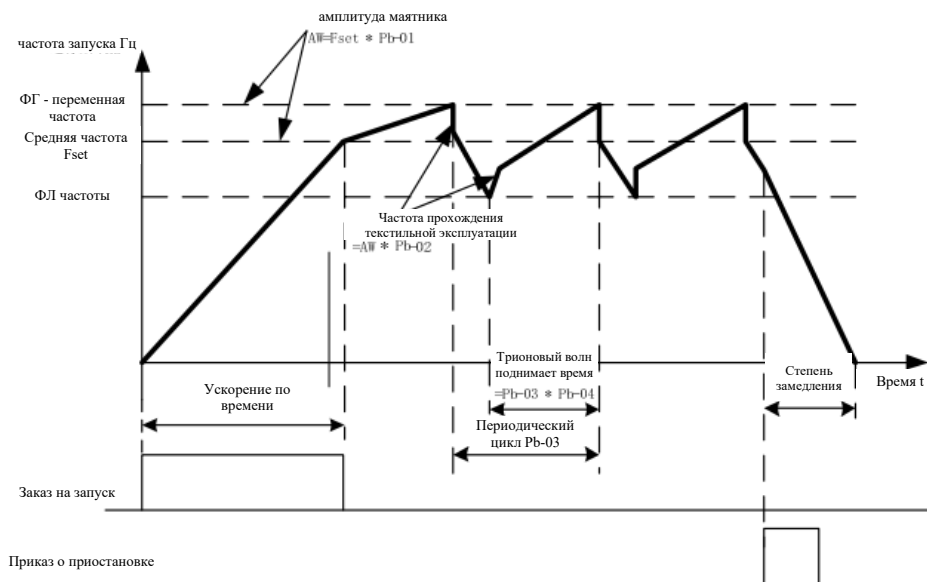 амплитуда маятника
AW=Fset * Pb-01
частота запуска Гц
ФГ - переменная
частота
Средняя частота
Fset
ФЛ частоты
Частота прохождения
текстильной эксплуатации
=AW * Pb-02
Трионовый волн
поднимает время
=Pb-03 * Pb-04
Периодический
цикл Pb-03
Ускорение по
времени
Степень
замедления
Время t
Заказ на запуск
Приказ о приостановке